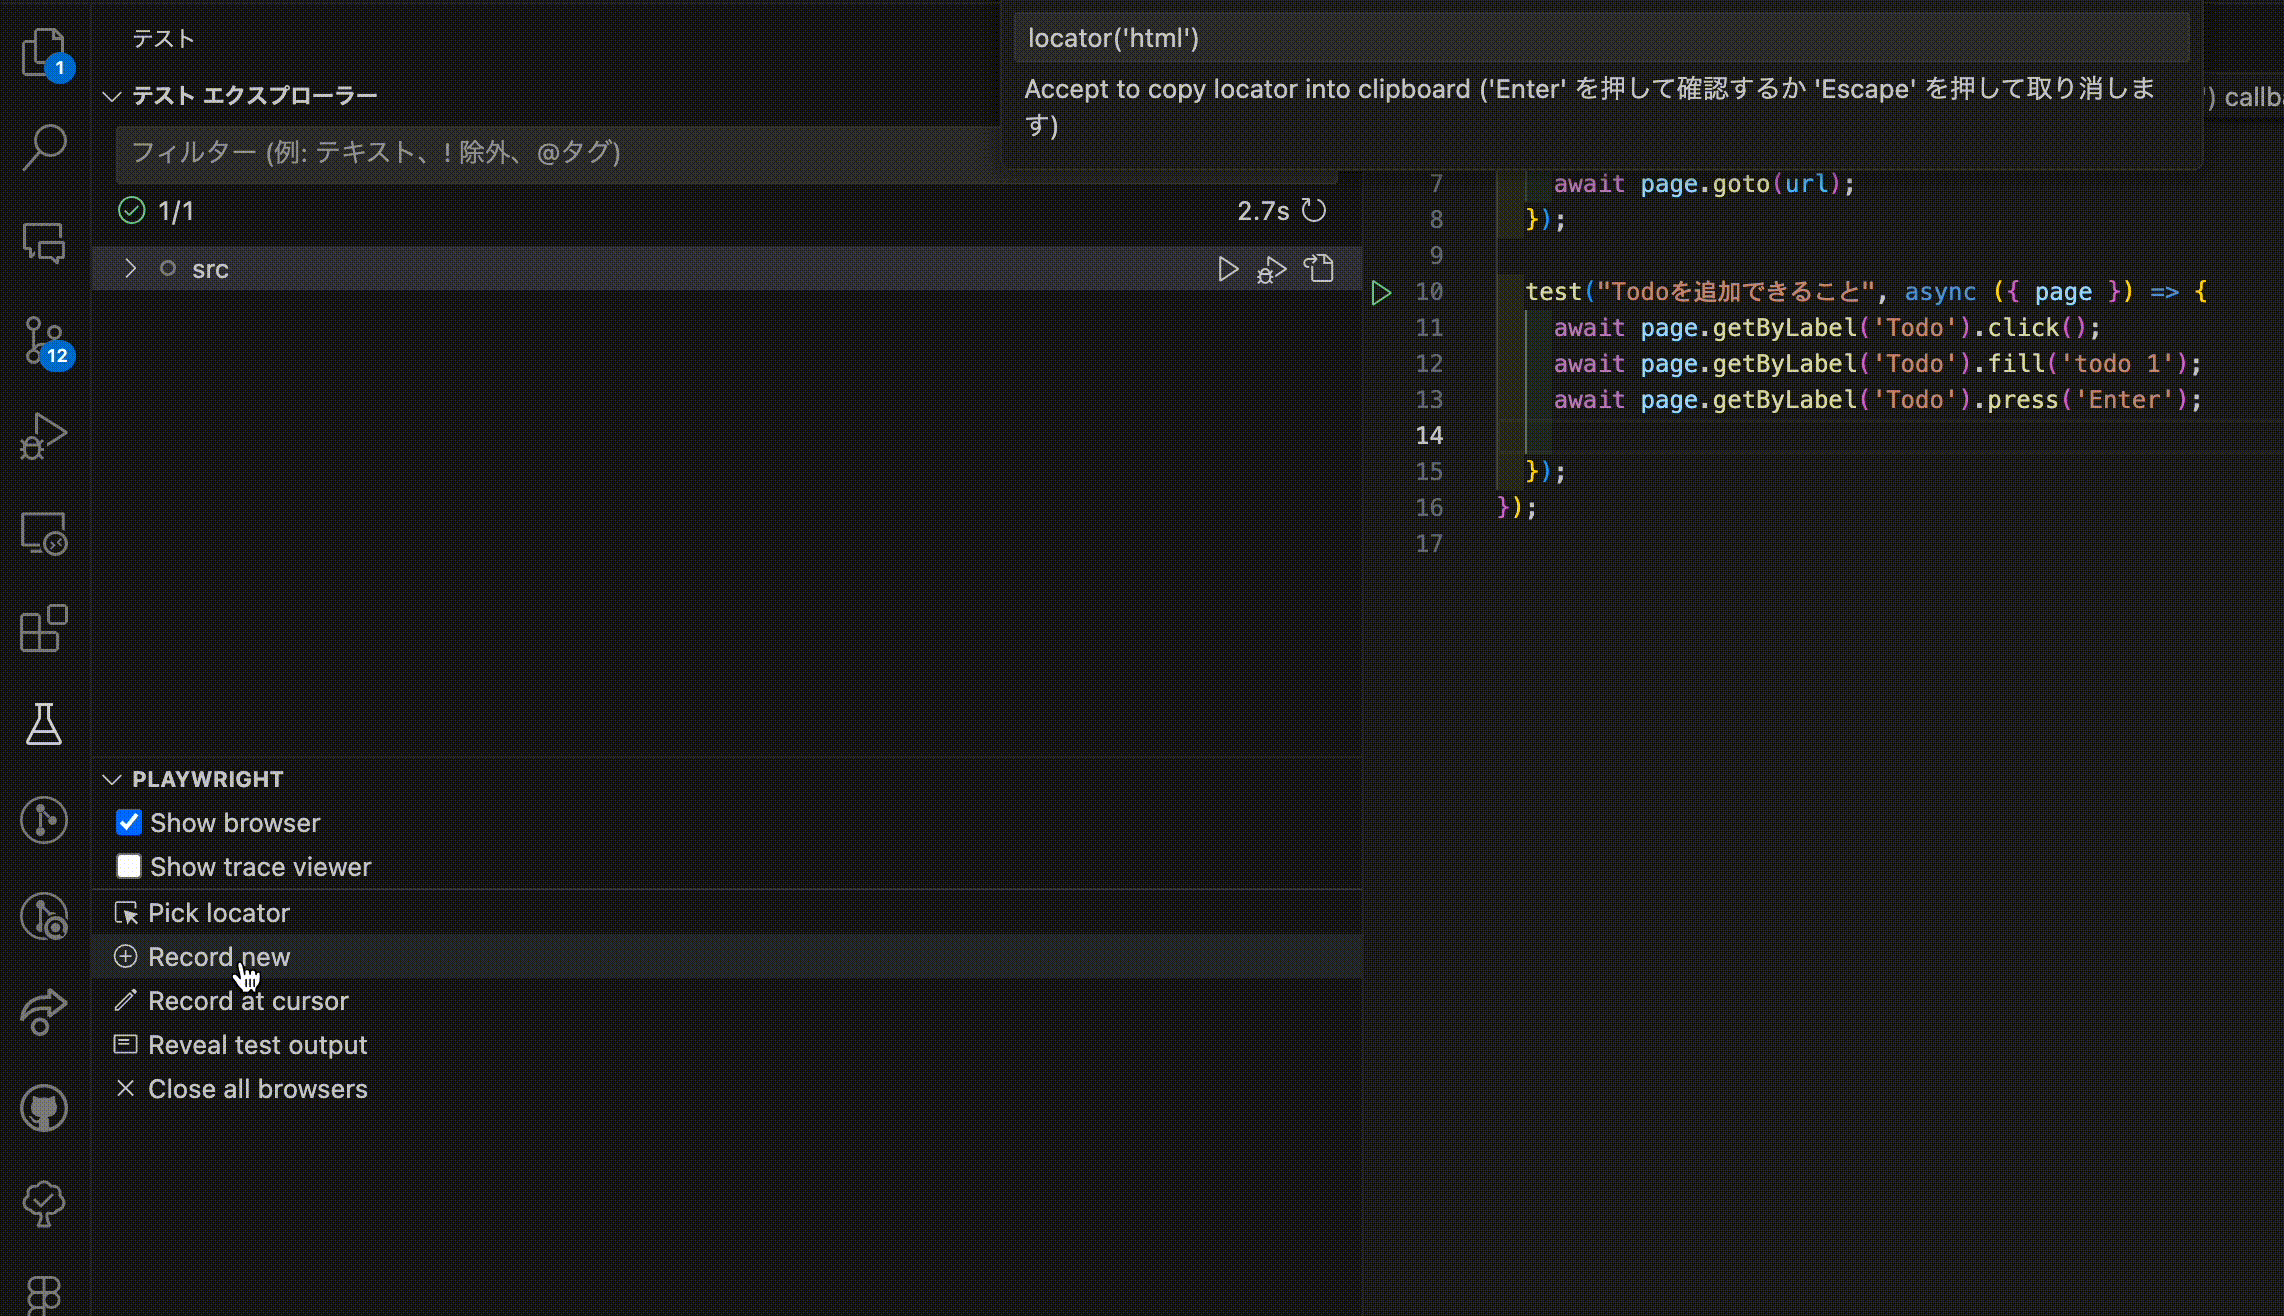 1
12
テスト
テスト エクスプローラー
フィルター (例: テキスト、! 除外、@タグ)
1/1
2.7s
src
PLAYWRIGHT
Show browser
Show trace viewer
Pick locator
Record new
Record at cursor
Reveal test output
Close all browsers
locator('html')
Accept to copy locator into clipboard ('Enter' を押して確認するか 'Escape' を押して取り消しま
す)
') callba
7 await page.goto(url);
8 });
9
10 test("Todoを追加できること", async ({ page }) => {
11 await page.getByLabel('Todo').click();
12 await page.getByLabel('Todo').fill('todo 1');
13 await page.getByLabel('Todo').press('Enter');
14
15 });
16 });
17